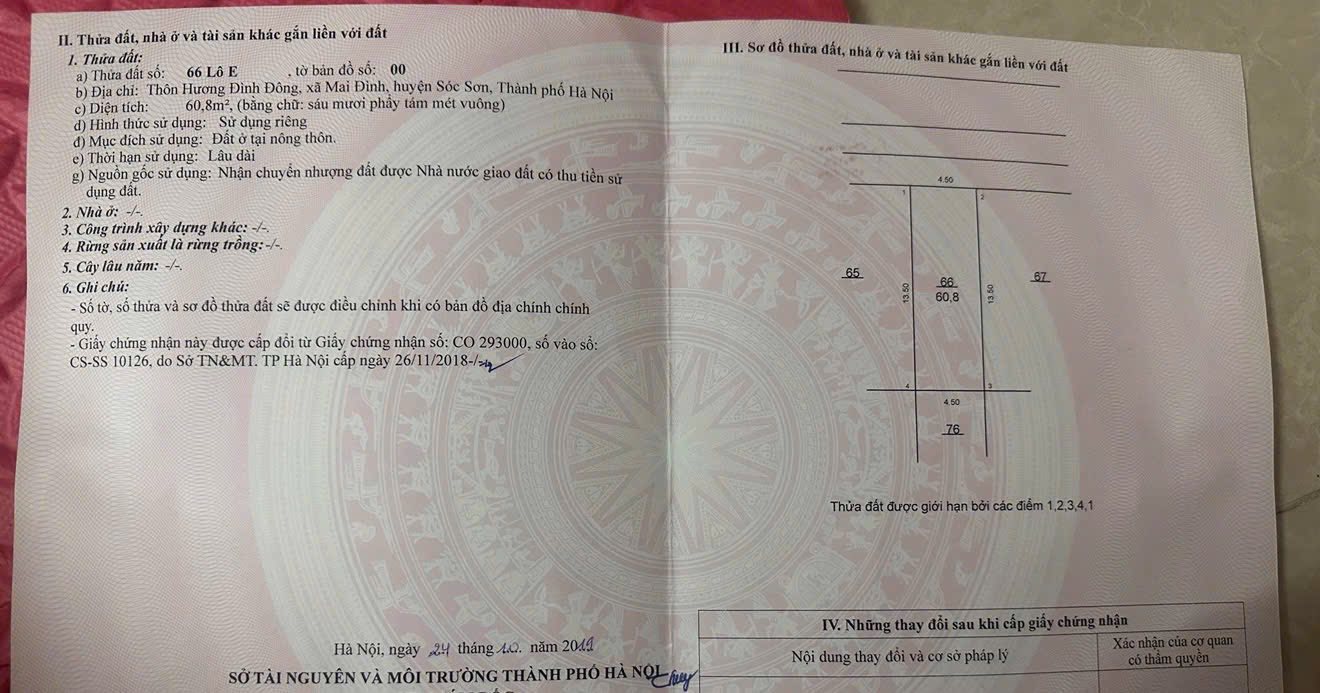 II. Thửa đất, nhà ở và tài sản khác gắn liền với đất
1. Thửa đất:
a) Thửa đất số: 66 Lô E , tờ bản đồ số: 00
b) Địa chỉ: Thôn Hương Đình Đông, xã Mai Đình, huyện Sóc Sơn, Thành phố Hà Nội
c) Diện tích: 60,8m², (bằng chữ: sáu mươi phẩy tám mét vuông)
d) Hình thức sử dụng: Sử dụng riêng
đ) Mục đích sử dụng: Đất ở tại nông thôn.
e) Thời hạn sử dụng: Lâu dài
g) Nguồn gốc sử dụng: Nhận chuyển nhượng đất được Nhà nước giao đất có thu tiền sử
dụng đất.
2. Nhà ở: -/-.
3. Công trình xây dựng khác: -/-.
4. Rừng sản xuất là rừng trồng: -/-.
5. Cây lâu năm: -/-.
6. Ghi chú:
- Số tờ, số thửa và sơ đồ thửa đất sẽ được điều chỉnh khi có bản đồ địa chính chính
quy.
- Giấy chứng nhận này được cấp đổi từ Giấy chứng nhận số: CO 293000, số vào sổ:
CS-SS 10126, do Sở TN&MT. TP Hà Nội cấp ngày 26/11/2018-/-
Hà Nội, ngày 24 tháng 10. năm 2019
SỞ TÀI NGUYÊN VÀ MÔI TRƯỜNG THÀNH PHỐ HÀ NỘI
III. Sơ đồ thửa đất, nhà ở và tài sản khác gắn liền với đất
4.50
1
2
65
13.50
66
60,8
13.50
67
4
3
4.50
76
Thửa đất được giới hạn bởi các điểm 1,2,3,4,1
IV. Những thay đổi sau khi cấp giấy chứng nhận
Nội dung thay đổi và cơ sở pháp lý
Xác nhận của cơ quan
có thẩm quyền